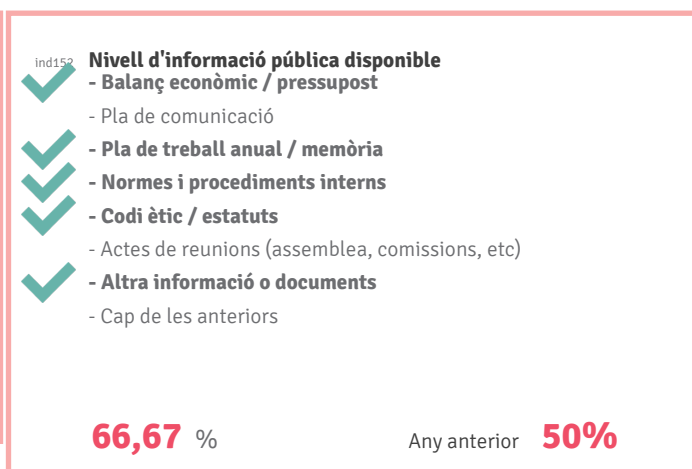 ind152 Nivell d'informació pública disponible
- Balanç econòmic / pressupost
- Pla de comunicació
- Pla de treball anual / memòria
- Normes i procediments interns
- Codi ètic / estatuts
- Actes de reunions (assemblea, comissions, etc)
- Altra informació o documents
- Cap de les anteriors
66,67 % Any anterior 50%